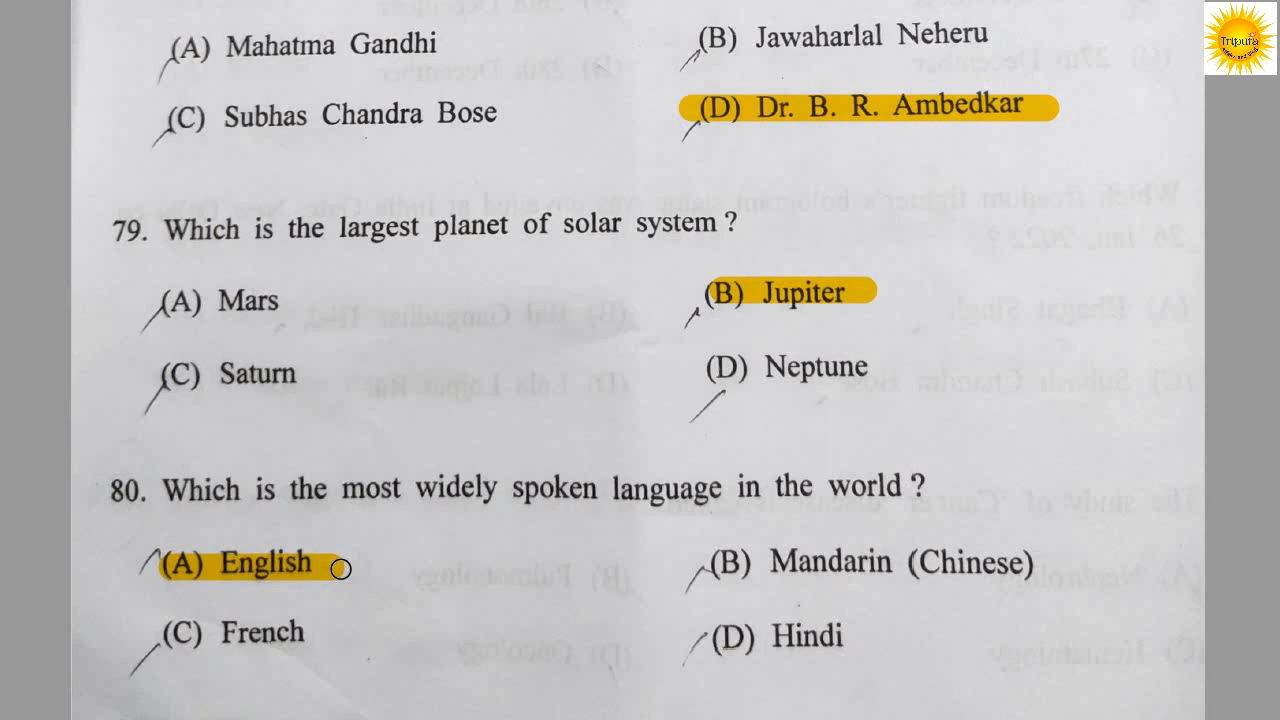 (A) Mahatma Gandhi (B) Jawaharlal Neheru
(C) Subhas Chandra Bose (D) Dr. B. R. Ambedkar
79. Which is the largest planet of solar system ?
(A) Mars (B) Jupiter
(C) Saturn (D) Neptune
80. Which is the most widely spoken language in the world ?
(A) English (B) Mandarin (Chinese)
(C) French (D) Hindi
Tripura